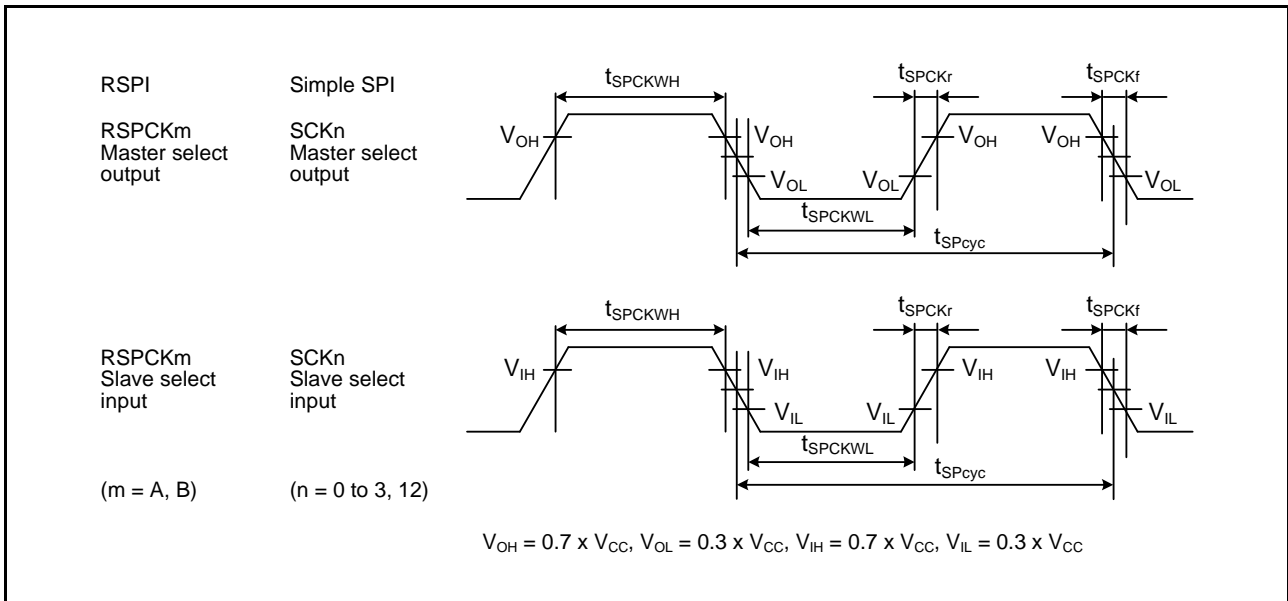 RSPI Simple SPI
RSPCKm
Master select
output
SCKn
Master select
output
tSPCKWH
tSPCKr
tSPCKf
VOH
VOH
VOH
VOH
VOL
VOL
VOL
tSPCKWL
tSPcyc
RSPCKm
Slave select
input
SCKn
Slave select
input
tSPCKWH
tSPCKr
tSPCKf
VIH
VIH
VIH
VIH
VIL
VIL
VIL
tSPCKWL
tSPcyc
(m = A, B) (n = 0 to 3, 12)
VOH = 0.7 x VCC, VOL = 0.3 x VCC, VIH = 0.7 x VCC, VIL = 0.3 x VCC